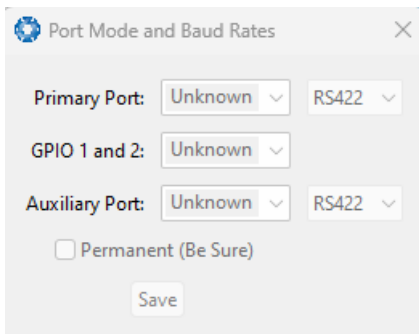 Port Mode and Baud Rates
Primary Port: Unknown RS422
GPIO 1 and 2: Unknown
Auxiliary Port: Unknown RS422
Permanent (Be Sure)
Save